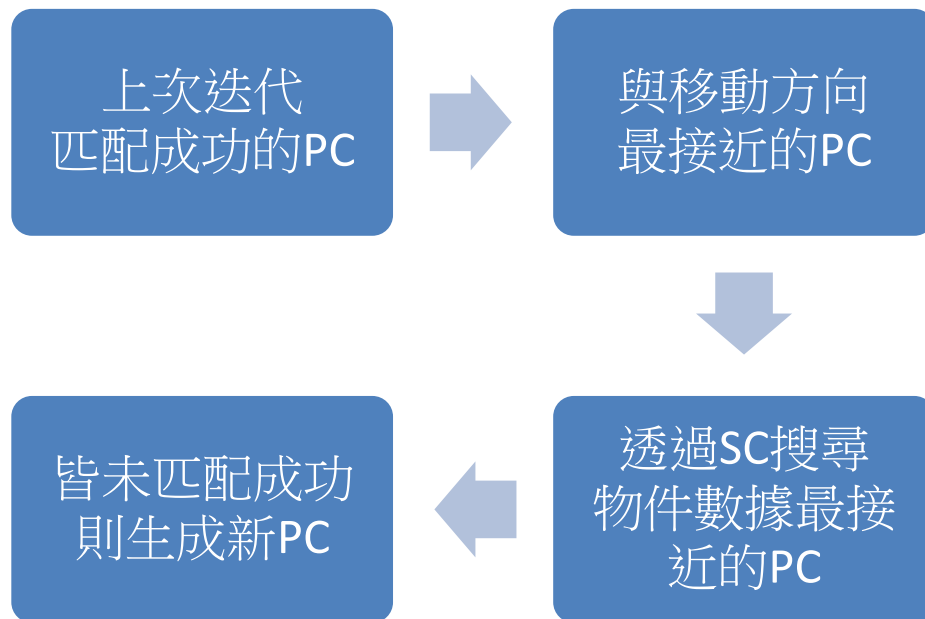 上次迭代
匹配成功的PC
與移動方向
最接近的PC
透過SC搜尋
物件數據最接
近的PC
皆未匹配成功
則生成新PC